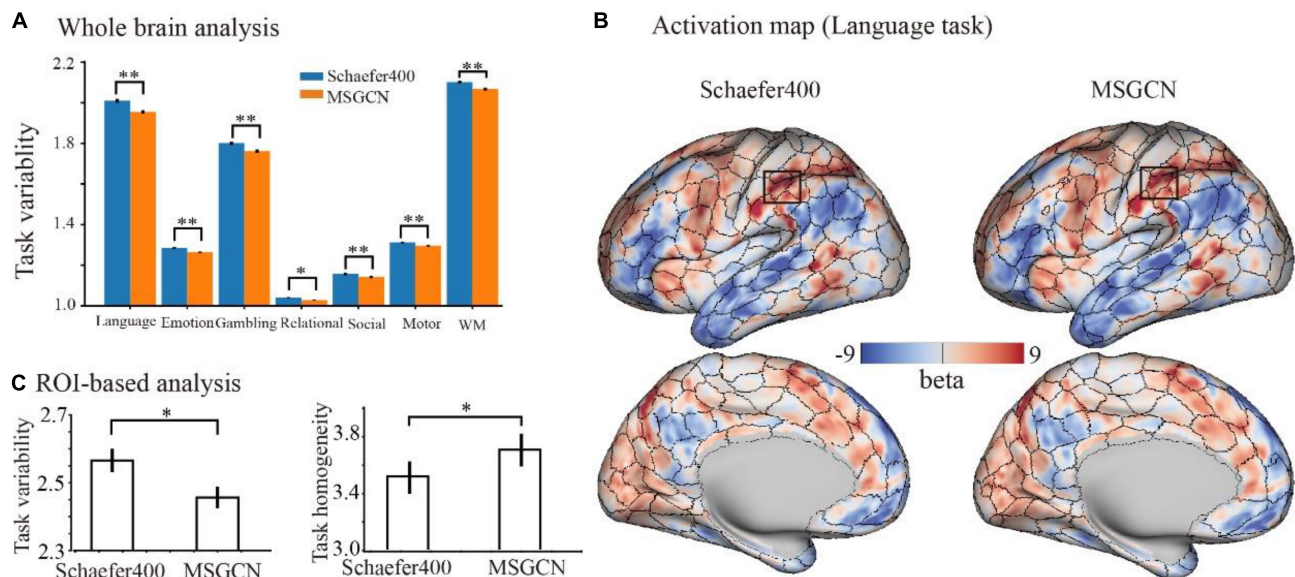 A
Whole brain analysis
Task variablity
2.2
1.8
1.4
1.0
**
**
**
*
**
**
**
Schaefer400
MSGCN
Language Emotion Gambling Relational Social Motor WM
B
Activation map (Language task)
Schaefer400
MSGCN
-9
9
beta
C
ROI-based analysis
Task variability
2.7
2.5
2.3
*
Schaefer400
MSGCN
Task homogeneity
3.8
3.4
3.0
*
Schaefer400
MSGCN